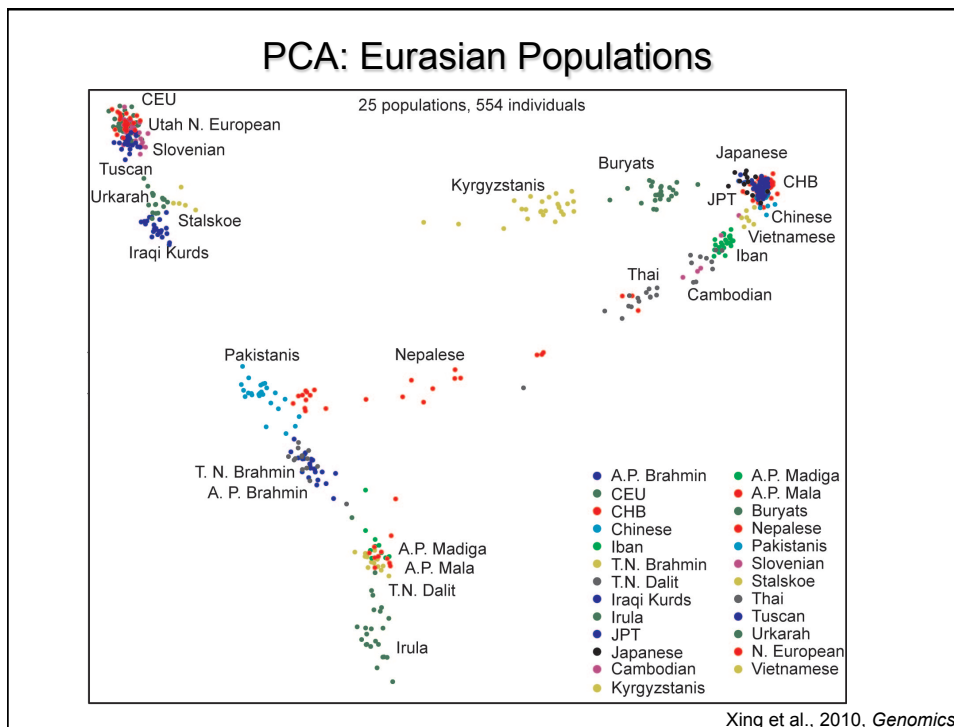 PCA: Eurasian Populations
25 populations, 554 individuals
CEU
Utah N. European
Slovenian
Tuscan
Urkarah
Stalskoe
Iraqi Kurds
Kyrgyzstanis
Buryats
Japanese
CHB
JPT
Chinese
Vietnamese
Iban
Cambodian
Thai
Pakistanis
Nepalese
T. N. Brahmin
A. P. Brahmin
A.P. Madiga
A.P. Mala
T.N. Dalit
Irula
A.P. Brahmin
CEU
CHB
Chinese
Iban
T.N. Brahmin
T.N. Dalit
Iraqi Kurds
Irula
JPT
Japanese
Cambodian
Kyrgyzstanis
A.P. Madiga
A.P. Mala
Buryats
Nepalese
Pakistanis
Slovenian
Stalskoe
Thai
Tuscan
Urkarah
N. European
Vietnamese
Xing et al., 2010, Genomics